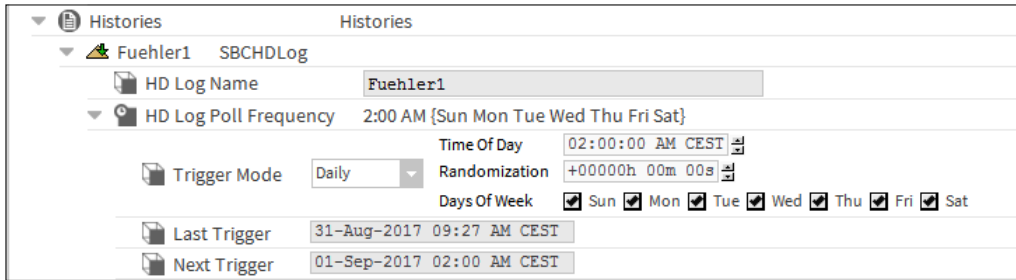 Histories Histories
Fuehler1 SBCHDLog
HD Log Name Fuehler1
HD Log Poll Frequency 2:00 AM {Sun Mon Tue Wed Thu Fri Sat}
Trigger Mode Daily
Time Of Day 02:00:00 AM CEST
Randomization +00000h 00m 00s
Days Of Week Sun Mon Tue Wed Thu Fri Sat
Last Trigger 31-Aug-2017 09:27 AM CEST
Next Trigger 01-Sep-2017 02:00 AM CEST